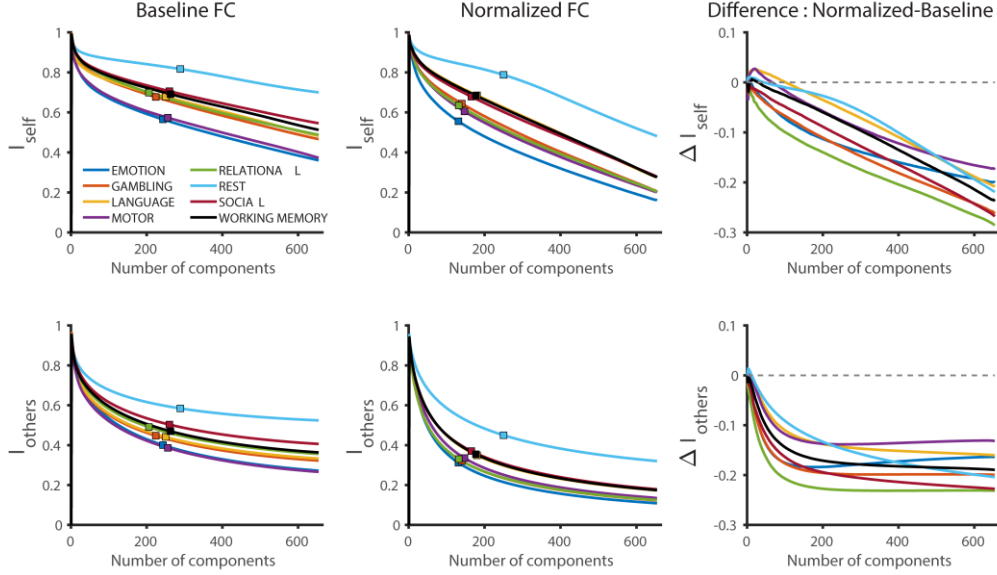 Baseline FC
Normalized FC
Difference : Normalized-Baseline
I self
1
0.8
0.6
0.4
0.2
0
EMOTION
GAMBLING
LANGUAGE
MOTOR
RELATIONA L
REST
SOCIA L
WORKING MEMORY
0 200 400 600
Number of components
I self
1
0.8
0.6
0.4
0.2
0
0 200 400 600
Number of components
Δ I self
0.1
0
-0.1
-0.2
-0.3
0 200 400 600
Number of components
I others
1
0.8
0.6
0.4
0.2
0
0 200 400 600
Number of components
I others
1
0.8
0.6
0.4
0.2
0
0 200 400 600
Number of components
Δ I others
0.1
0
-0.1
-0.2
-0.3
0 200 400 600
Number of components